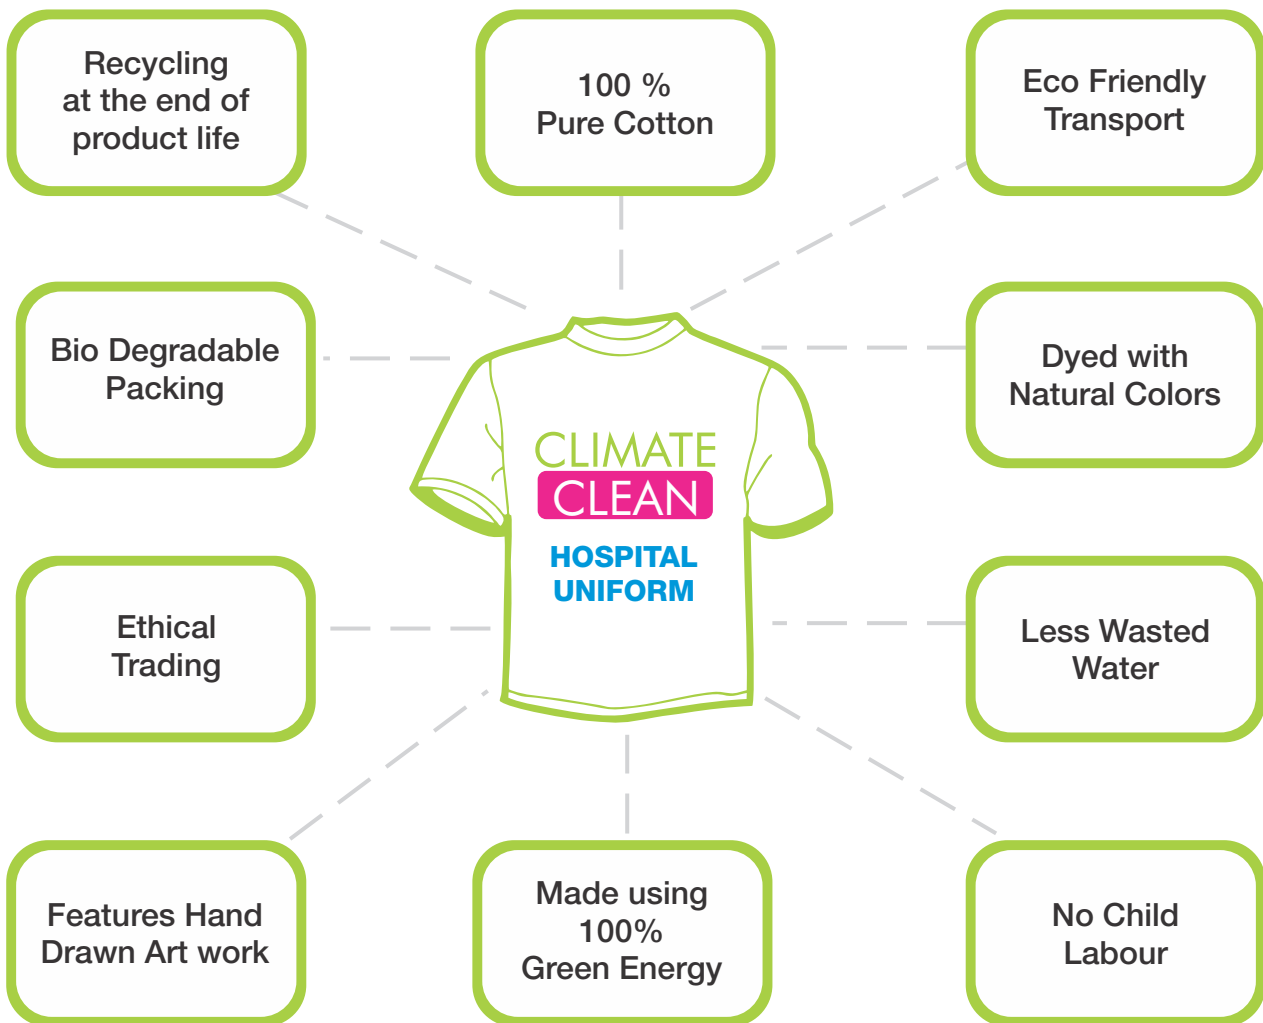 Recycling
at the end of
product life
100 %
Pure Cotton
Eco Friendly
Transport
Bio Degradable
Packing
Dyed with
Natural Colors
CLIMATE
CLEAN
HOSPITAL
UNIFORM
Ethical
Trading
Less Wasted
Water
Features Hand
Drawn Art work
Made using
100%
Green Energy
No Child
Labour